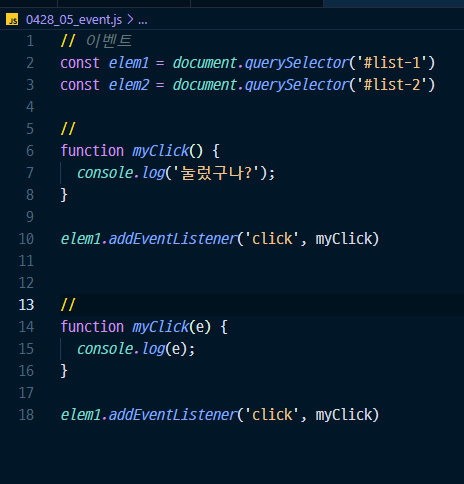 JS 0428_05_event.js > ...
1 // 이벤트
2 const elem1 = document.querySelector('#list-1')
3 const elem2 = document.querySelector('#list-2')
4
5 //
6 function myClick() {
7 console.log('눌렀구나?');
8 }
9
10 elem1.addEventListener('click', myClick)
11
12
13 //
14 function myClick(e) {
15 console.log(e);
16 }
17
18 elem1.addEventListener('click', myClick)